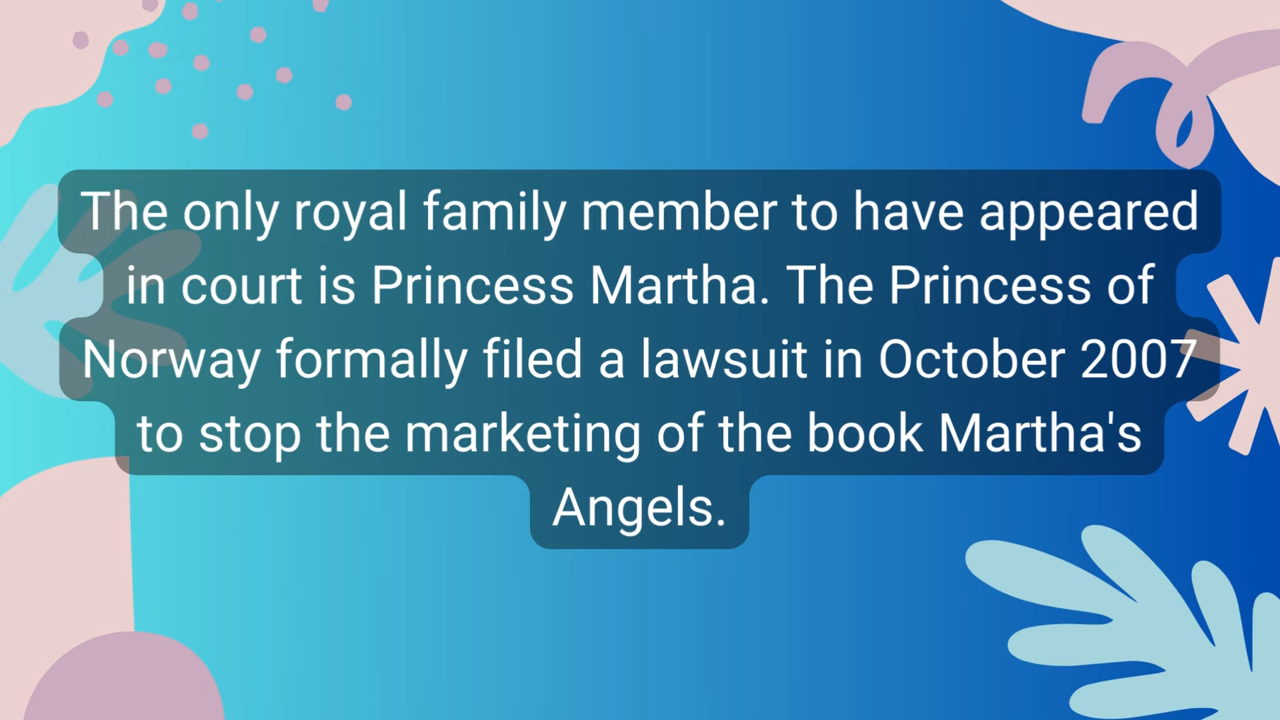 The only royal family member to have appeared
in court is Princess Martha. The Princess of
Norway formally filed a lawsuit in October 2007
to stop the marketing of the book Martha's
Angels.